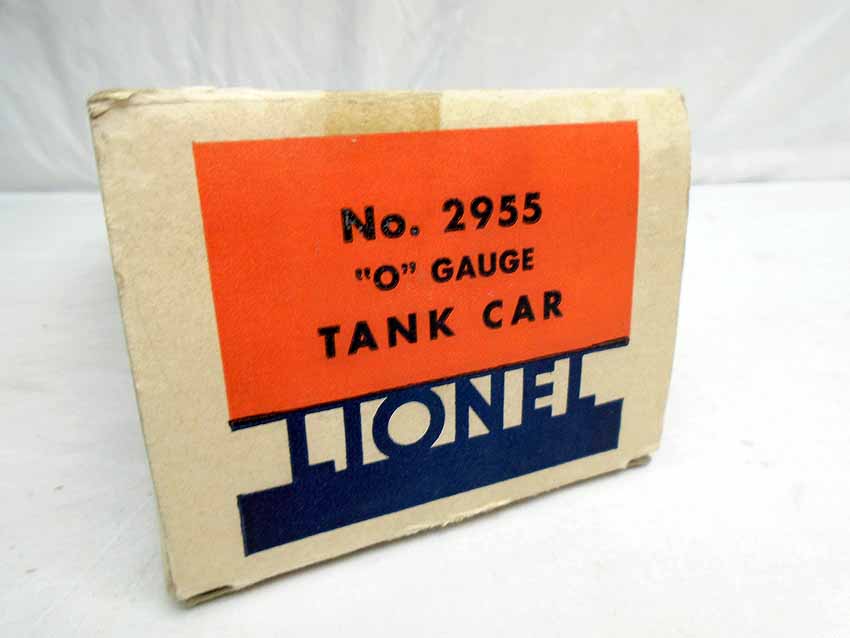 No. 2955
"O" GAUGE
TANK CAR
LIONEL